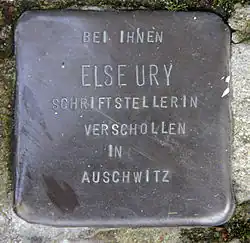 BEI IHNEN
ELSE URY
SCHRIFTSTELLERIN
VERSCHOLLEN
IN
AUSCHWITZ